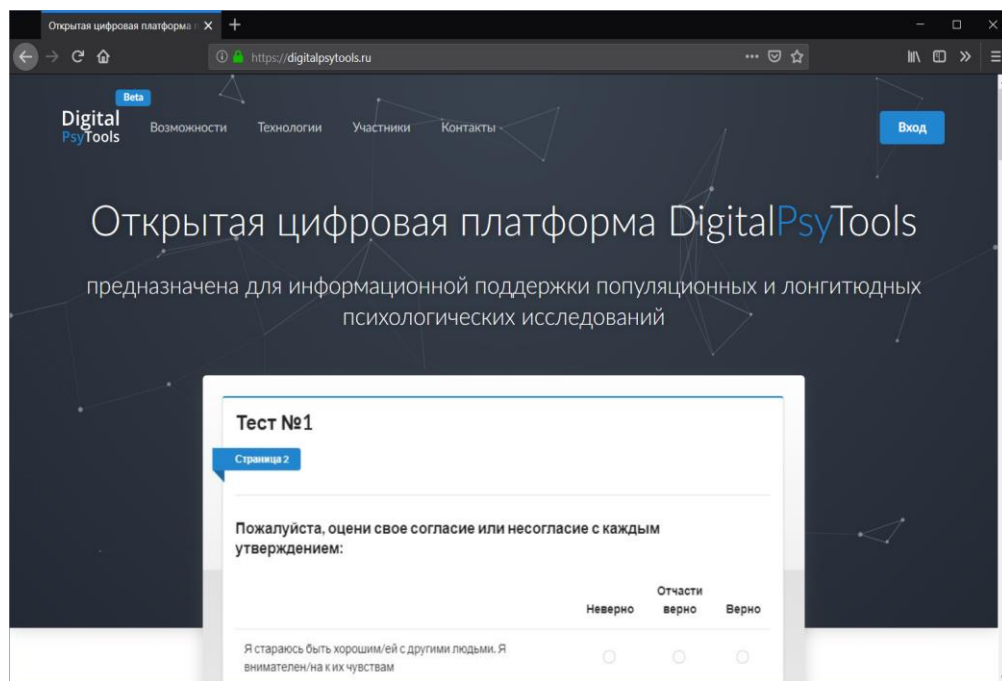 Открытая цифровая платформа
https://digitalpsytools.ru
Beta
Digital
PsyTools
Возможности Технологии Участники Контакты
Вход
Открытая цифровая платформа DigitalPsyTools
предназначена для информационной поддержки популяционных и лонгитюдных
психологических исследований
Тест №1
Страница 2
Пожалуйста, оцени свое согласие или несогласие с каждым
утверждением:
Отчасти
Неверно верно Верно
Я стараюсь быть хорошим/ей с другими людьми. Я
внимателен/на к их чувствам